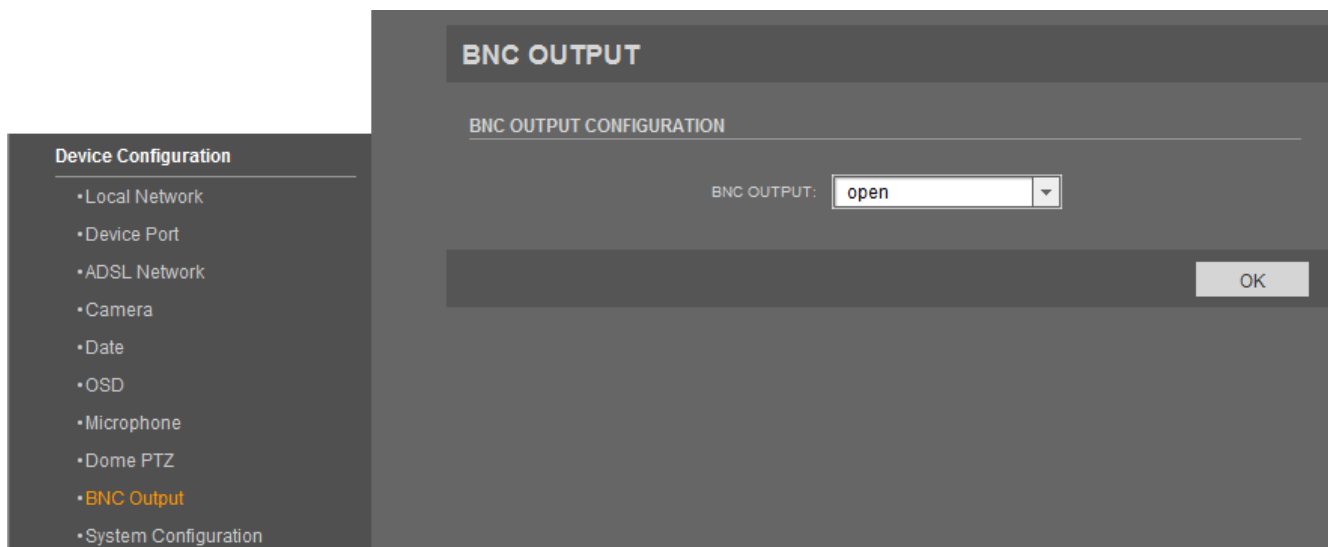 BNC OUTPUT
BNC OUTPUT CONFIGURATION
BNC OUTPUT: open
OK
Device Configuration
•Local Network
•Device Port
•ADSL Network
•Camera
•Date
•OSD
•Microphone
•Dome PTZ
•BNC Output
•System Configuration